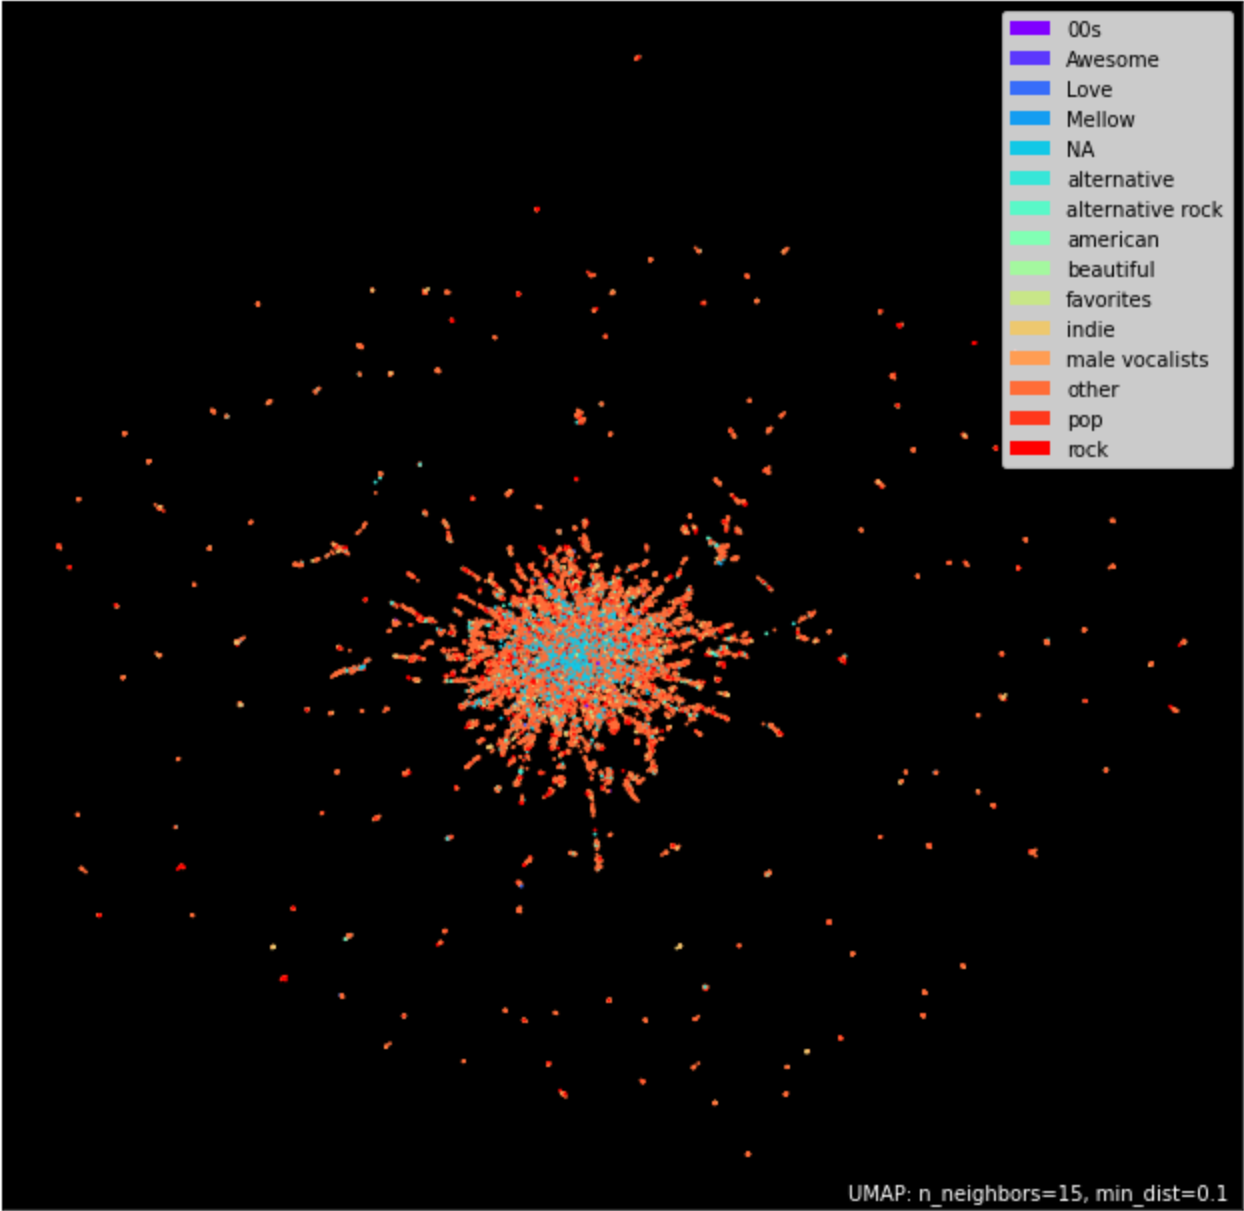 00s
Awesome
Love
Mellow
NA
alternative
alternative rock
american
beautiful
favorites
indie
male vocalists
other
pop
rock
UMAP: n_neighbors=15, min_dist=0.1